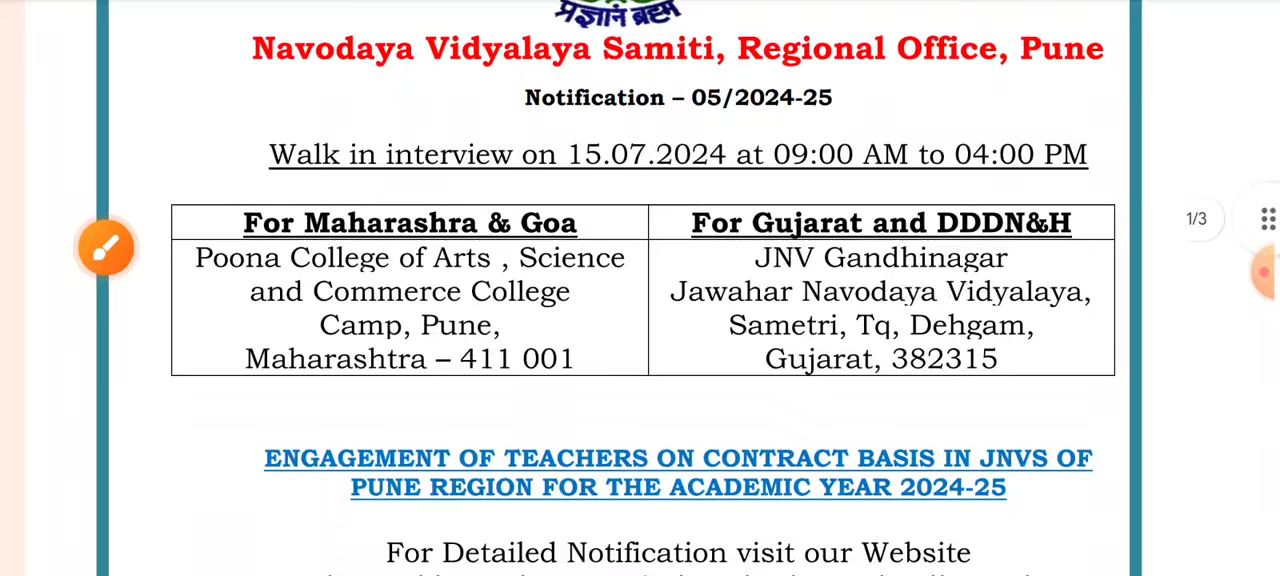 प्रज्ञानं ब्रह्म
Navodaya Vidyalaya Samiti, Regional Office, Pune
Notification – 05/2024-25
Walk in interview on 15.07.2024 at 09:00 AM to 04:00 PM
For Maharashra & Goa
Poona College of Arts , Science
and Commerce College
Camp, Pune,
Maharashtra – 411 001
For Gujarat and DDDN&H
JNV Gandhinagar
Jawahar Navodaya Vidyalaya,
Sametri, Tq, Dehgam,
Gujarat, 382315
1/3
ENGAGEMENT OF TEACHERS ON CONTRACT BASIS IN JNVS OF
PUNE REGION FOR THE ACADEMIC YEAR 2024-25
For Detailed Notification visit our Website